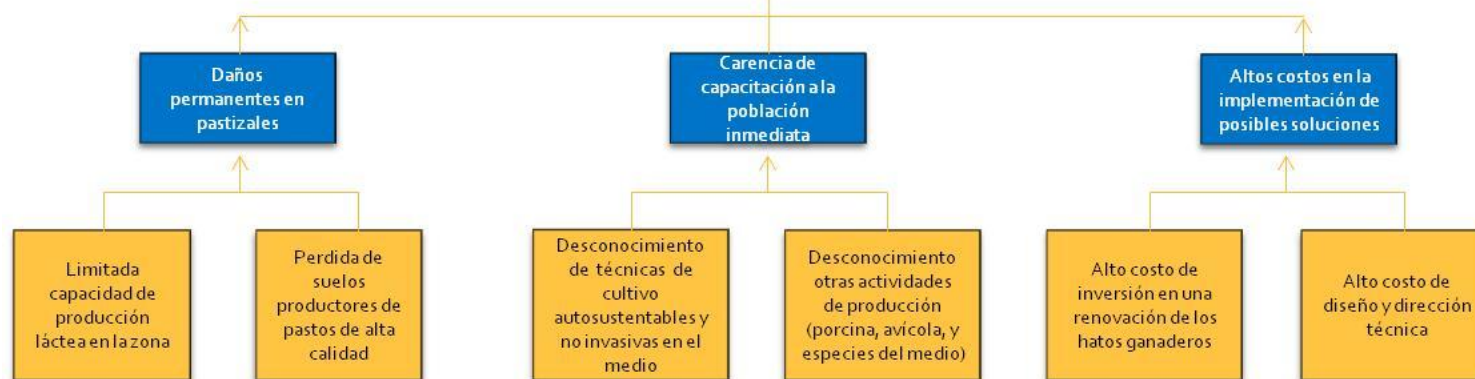 Daños
permanentes en
pastizales
Carencia de
capacitación a la
población
inmediata
Altos costos en la
implementación de
posibles soluciones
Limitada
capacidad de
producción
láctea en la zona
Perdida de
suelos
productores de
pastos de alta
calidad
Desconocimiento
de técnicas de
cultivo
autosustentables y
no invasivas en el
medio
Desconocimiento
otras actividades
de producción
(porcina, avícola, y
especies del medio)
Alto costo de
inversión en una
renovación de los
hatos ganaderos
Alto costo de
diseño y dirección
técnica